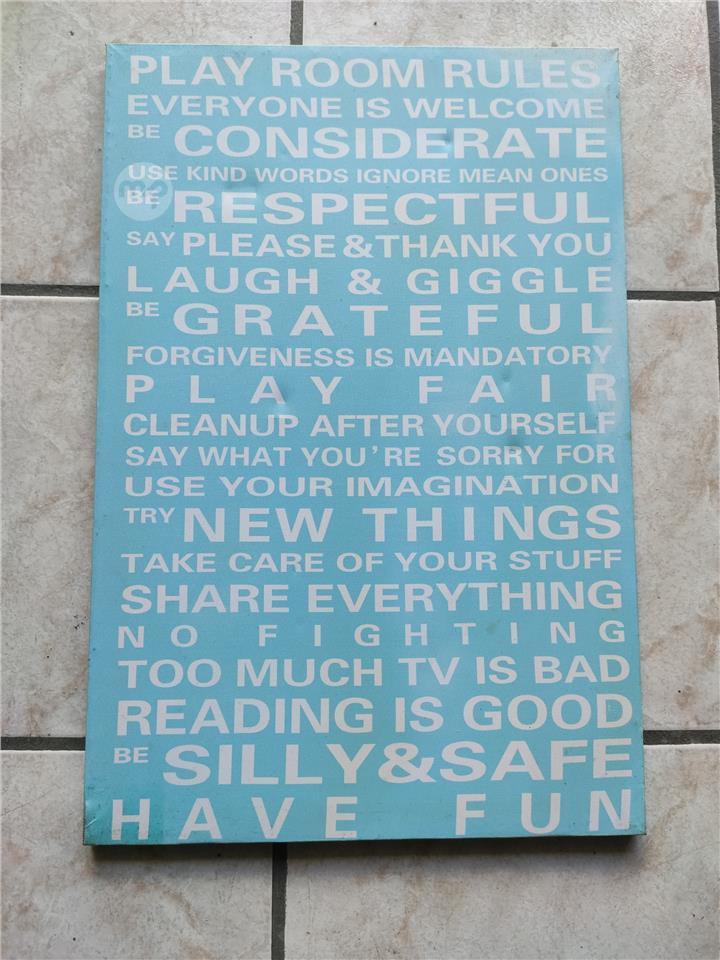 PLAY ROOM RULES
EVERYONE IS WELCOME
BE CONSIDERATE
USE KIND WORDS IGNORE MEAN ONES
BE RESPECTFUL
SAY PLEASE & THANK YOU
LAUGH & GIGGLE
BE GRATEFUL
FORGIVENESS IS MANDATORY
PLAY FAIR
CLEANUP AFTER YOURSELF
SAY WHAT YOU'RE SORRY FOR
USE YOUR IMAGINATION
TRY NEW THINGS
TAKE CARE OF YOUR STUFF
SHARE EVERYTHING
NO FIGHTING
TOO MUCH TV IS BAD
READING IS GOOD
BE SILLY&SAFE
HAVE FUN